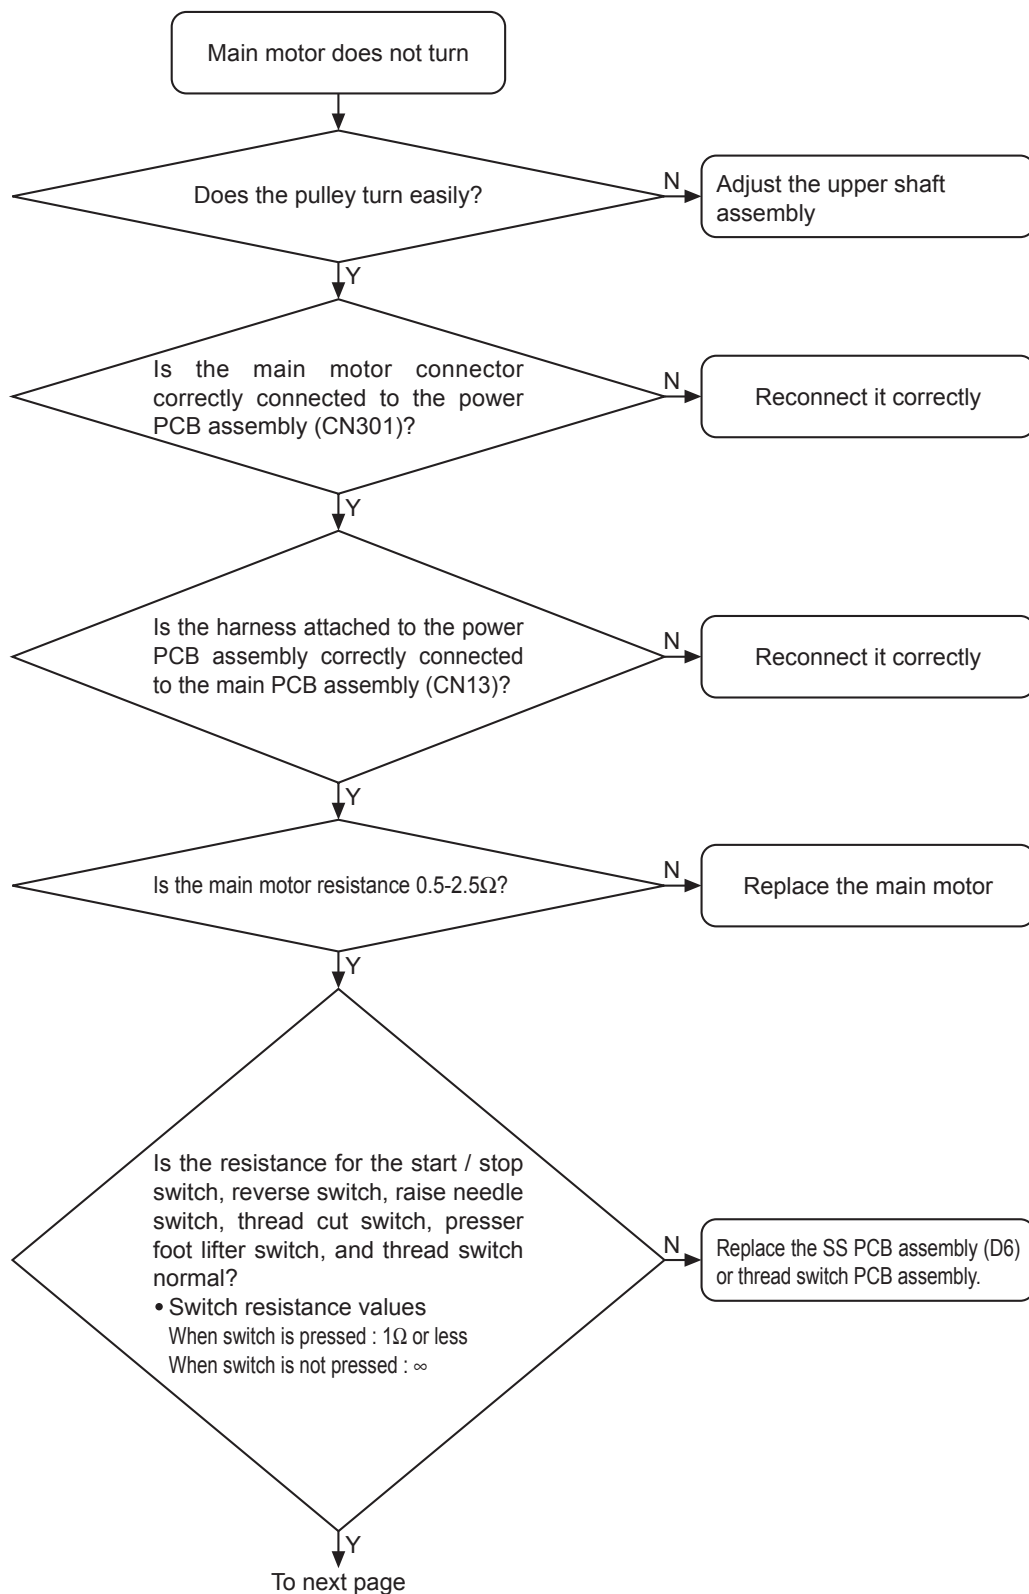 Main motor does not turn
Does the pulley turn easily?
N
Adjust the upper shaft
assembly
Y
Is the main motor connector
correctly connected to the power
PCB assembly (CN301)?
N
Reconnect it correctly
Y
Is the harness attached to the power
PCB assembly correctly connected
to the main PCB assembly (CN13)?
N
Reconnect it correctly
Y
Is the main motor resistance 0.5-2.5Ω?
N
Replace the main motor
Y
Is the resistance for the start / stop
switch, reverse switch, raise needle
switch, thread cut switch, presser
foot lifter switch, and thread switch
normal?
• Switch resistance values
When switch is pressed : 1Ω or less
When switch is not pressed : ∞
N
Replace the SS PCB assembly (D6)
or thread switch PCB assembly.
Y
To next page